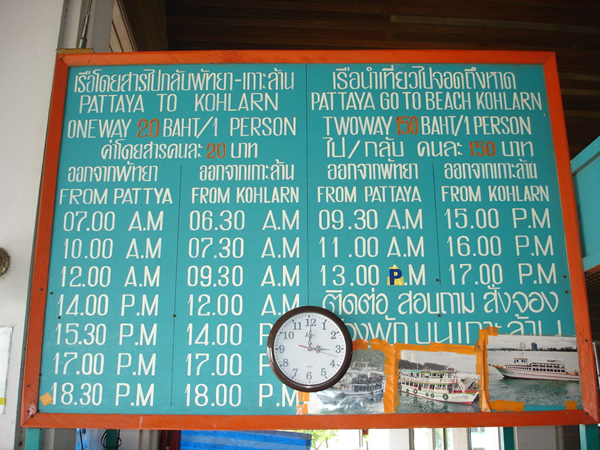 เรือโดยสารไปกลับพัทยา-เกาะล้าน
PATTAYA TO KOHLARN
ONEWAY 20 BAHT/1 PERSON
ค่าโดยสารคนละ 20 บาท
ออกจากพัทยา ออกจากเกาะล้าน
FROM PATTYA FROM KOHLARN
07.00 A.M 06.30 A.M
10.00 A.M 07.30 A.M
12.00 A.M 09.30 A.M
14.00 P.M 12.00 A.M
15.30 P.M 14.00 P
17.00 P.M 17.00 P
18.30 P.M 18.00 P.M
เรือนำเที่ยวไปจอดถึงหาด
PATTAYA GO TO BEACH KOHLARN
TWOWAY 150 BAHT/1 PERSON
ไป/กลับ คนละ 150 บาท
ออกจากพัทยา ออกจากเกาะล้าน
FROM PATTAYA FROM KOHLARN
09.30 A.M 15.00 P.M
11.00 A.M 16.00 P.M
13.00 P.M 17.00 P.M
ติดต่อ สอบถาม สั่งจอง
บนเกาะล้าน